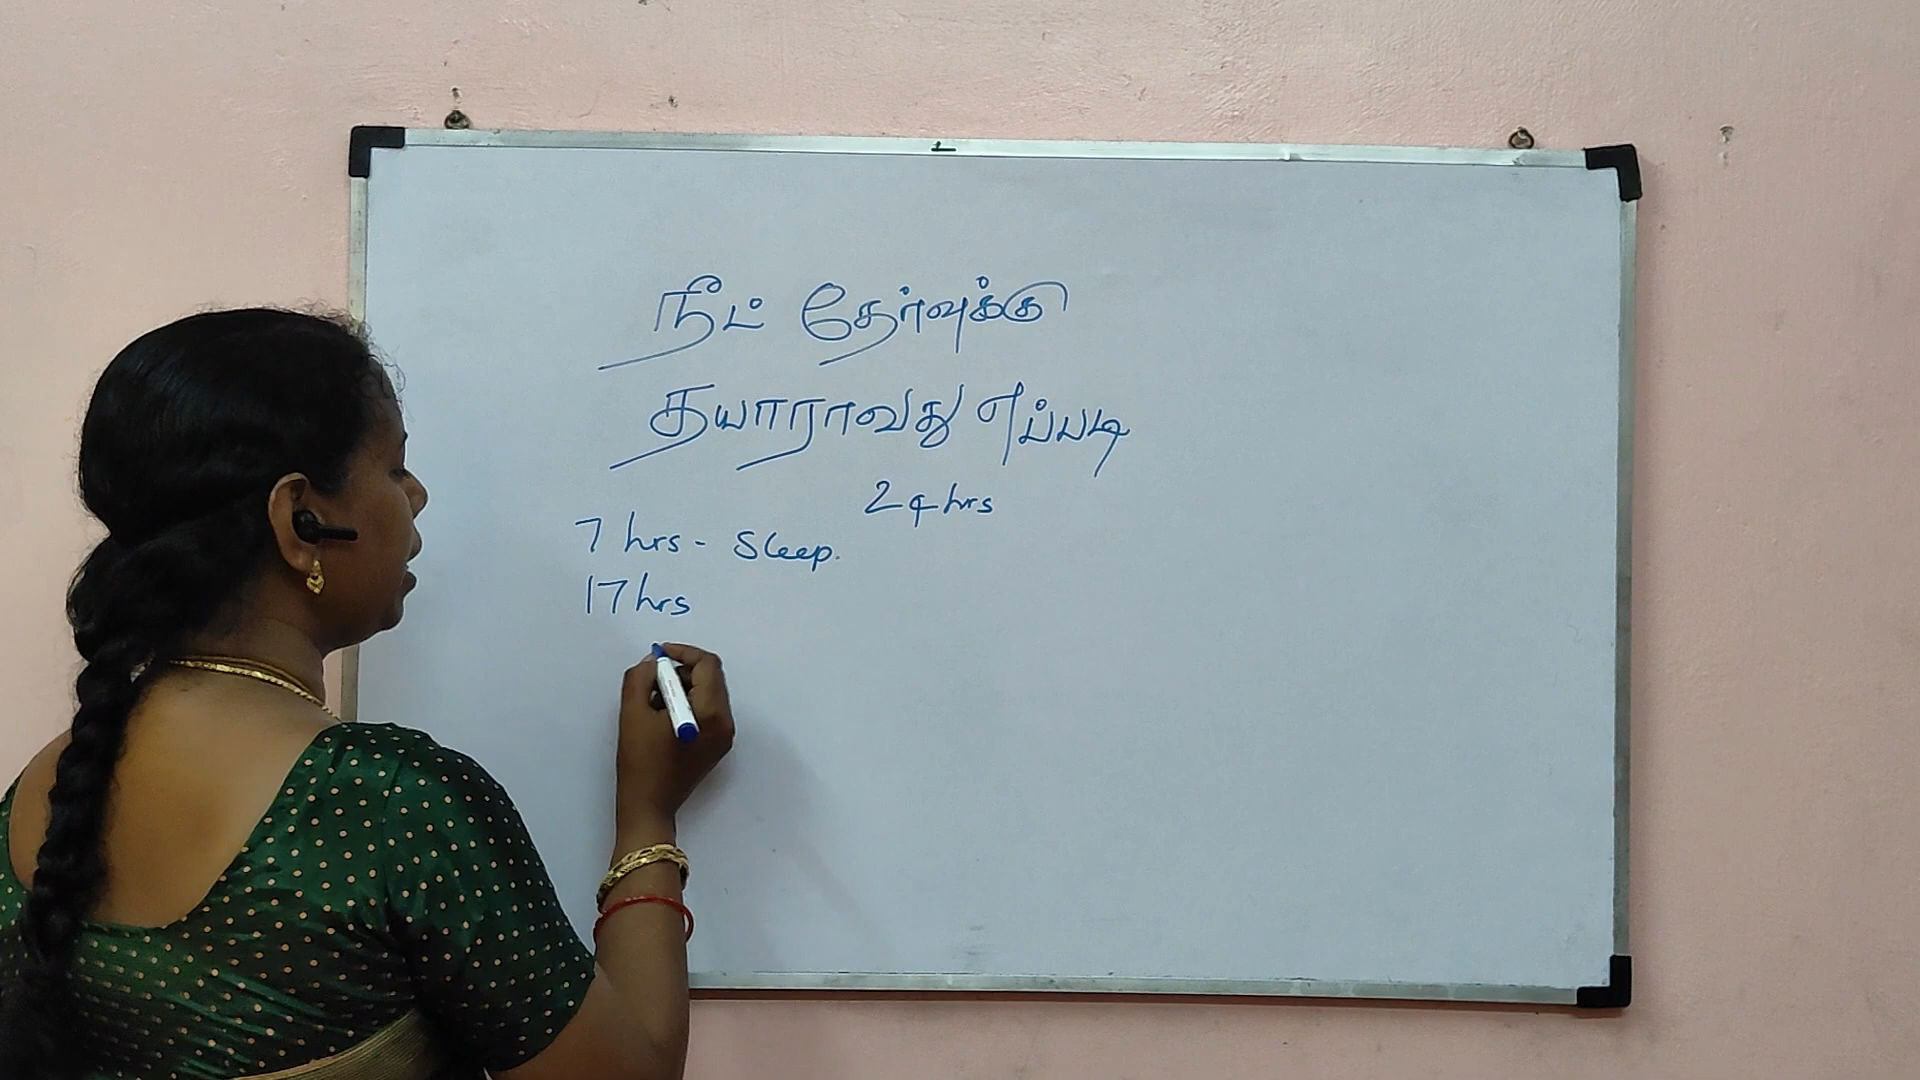 நீட் தேர்வுக்கு
தயாராவது எப்படி
24 hrs
7 hrs - Sleep.
17 hrs